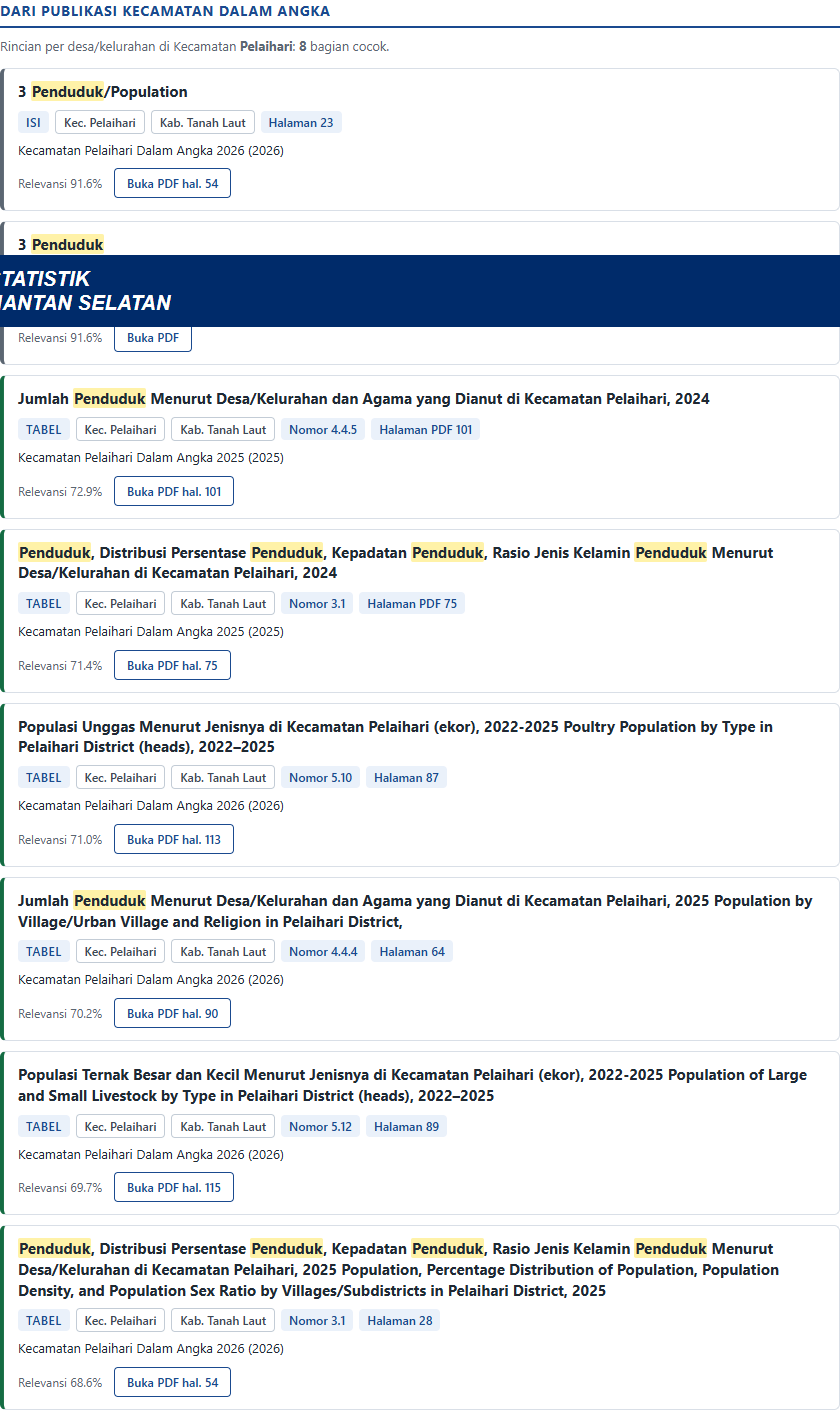 DARI PUBLIKASI KECAMATAN DALAM ANGKA
Rincian per desa/kelurahan di Kecamatan Pelaihari: 8 bagian cocok.
3 Penduduk/Population
ISI Kec. Pelaihari Kab. Tanah Laut Halaman 23
Kecamatan Pelaihari Dalam Angka 2026 (2026)
Relevansi 91.6% Buka PDF hal. 54
3 Penduduk
TATISTIK
MANTAN SELATAN
Relevansi 91.6% Buka PDF
Jumlah Penduduk Menurut Desa/Kelurahan dan Agama yang Dianut di Kecamatan Pelaihari, 2024
TABEL Kec. Pelaihari Kab. Tanah Laut Nomor 4.4.5 Halaman PDF 101
Kecamatan Pelaihari Dalam Angka 2025 (2025)
Relevansi 72.9% Buka PDF hal. 101
Penduduk, Distribusi Persentase Penduduk, Kepadatan Penduduk, Rasio Jenis Kelamin Penduduk Menurut
Desa/Kelurahan di Kecamatan Pelaihari, 2024
TABEL Kec. Pelaihari Kab. Tanah Laut Nomor 3.1 Halaman PDF 75
Kecamatan Pelaihari Dalam Angka 2025 (2025)
Relevansi 71.4% Buka PDF hal. 75
Populasi Unggas Menurut Jenisnya di Kecamatan Pelaihari (ekor), 2022-2025 Poultry Population by Type in
Pelaihari District (heads), 2022–2025
TABEL Kec. Pelaihari Kab. Tanah Laut Nomor 5.10 Halaman 87
Kecamatan Pelaihari Dalam Angka 2026 (2026)
Relevansi 71.0% Buka PDF hal. 113
Jumlah Penduduk Menurut Desa/Kelurahan dan Agama yang Dianut di Kecamatan Pelaihari, 2025 Population by
Village/Urban Village and Religion in Pelaihari District,
TABEL Kec. Pelaihari Kab. Tanah Laut Nomor 4.4.4 Halaman 64
Kecamatan Pelaihari Dalam Angka 2026 (2026)
Relevansi 70.2% Buka PDF hal. 90
Populasi Ternak Besar dan Kecil Menurut Jenisnya di Kecamatan Pelaihari (ekor), 2022-2025 Population of Large
and Small Livestock by Type in Pelaihari District (heads), 2022–2025
TABEL Kec. Pelaihari Kab. Tanah Laut Nomor 5.12 Halaman 89
Kecamatan Pelaihari Dalam Angka 2026 (2026)
Relevansi 69.7% Buka PDF hal. 115
Penduduk, Distribusi Persentase Penduduk, Kepadatan Penduduk, Rasio Jenis Kelamin Penduduk Menurut
Desa/Kelurahan di Kecamatan Pelaihari, 2025 Population, Percentage Distribution of Population, Population
Density, and Population Sex Ratio by Villages/Subdistricts in Pelaihari District, 2025
TABEL Kec. Pelaihari Kab. Tanah Laut Nomor 3.1 Halaman 28
Kecamatan Pelaihari Dalam Angka 2026 (2026)
Relevansi 68.6% Buka PDF hal. 54